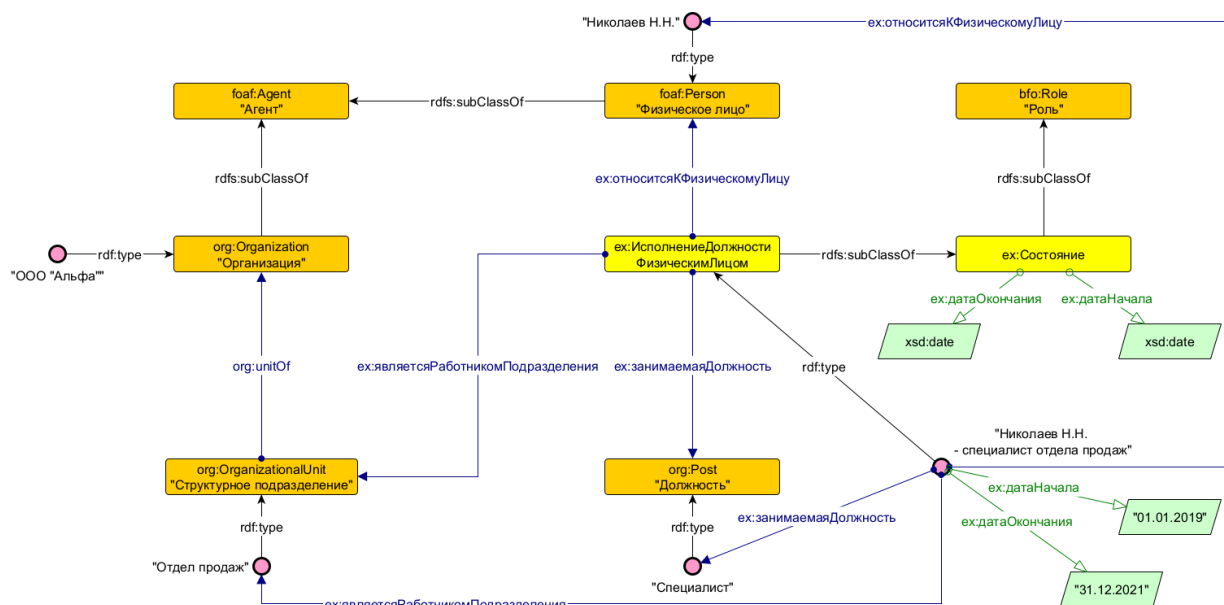 "Николаев Н.Н."
ex:относитсяКФизическомуЛицу
rdf:type
foaf:Agent
"Агент"
rdfs:subClassOf
foaf:Person
"Физическое лицо"
bfo:Role
"Роль"
rdfs:subClassOf
ex:относитсяКФизическомуЛицу
rdfs:subClassOf
"ООО "Альфа""
rdf:type
org:Organization
"Организация"
ex:ИсполнениеДолжности
ФизическимЛицом
rdfs:subClassOf
ex:Состояние
ex:датаОкончания
ex:датаНачала
xsd:date
xsd:date
org:unitOf
ex:являетсяРаботникомПодразделения
ex:занимаемаяДолжность
rdf:type
"Николаев Н.Н.
- специалист отдела продаж"
org:OrganizationalUnit
"Структурное подразделение"
org:Post
"Должность"
ex:датаНачала
"01.01.2019"
ex:занимаемаяДолжность
ex:датаОкончания
rdf:type
rdf:type
"Отдел продаж"
"Специалист"
"31.12.2021"
ex:являетсяРаботникомПодразделения